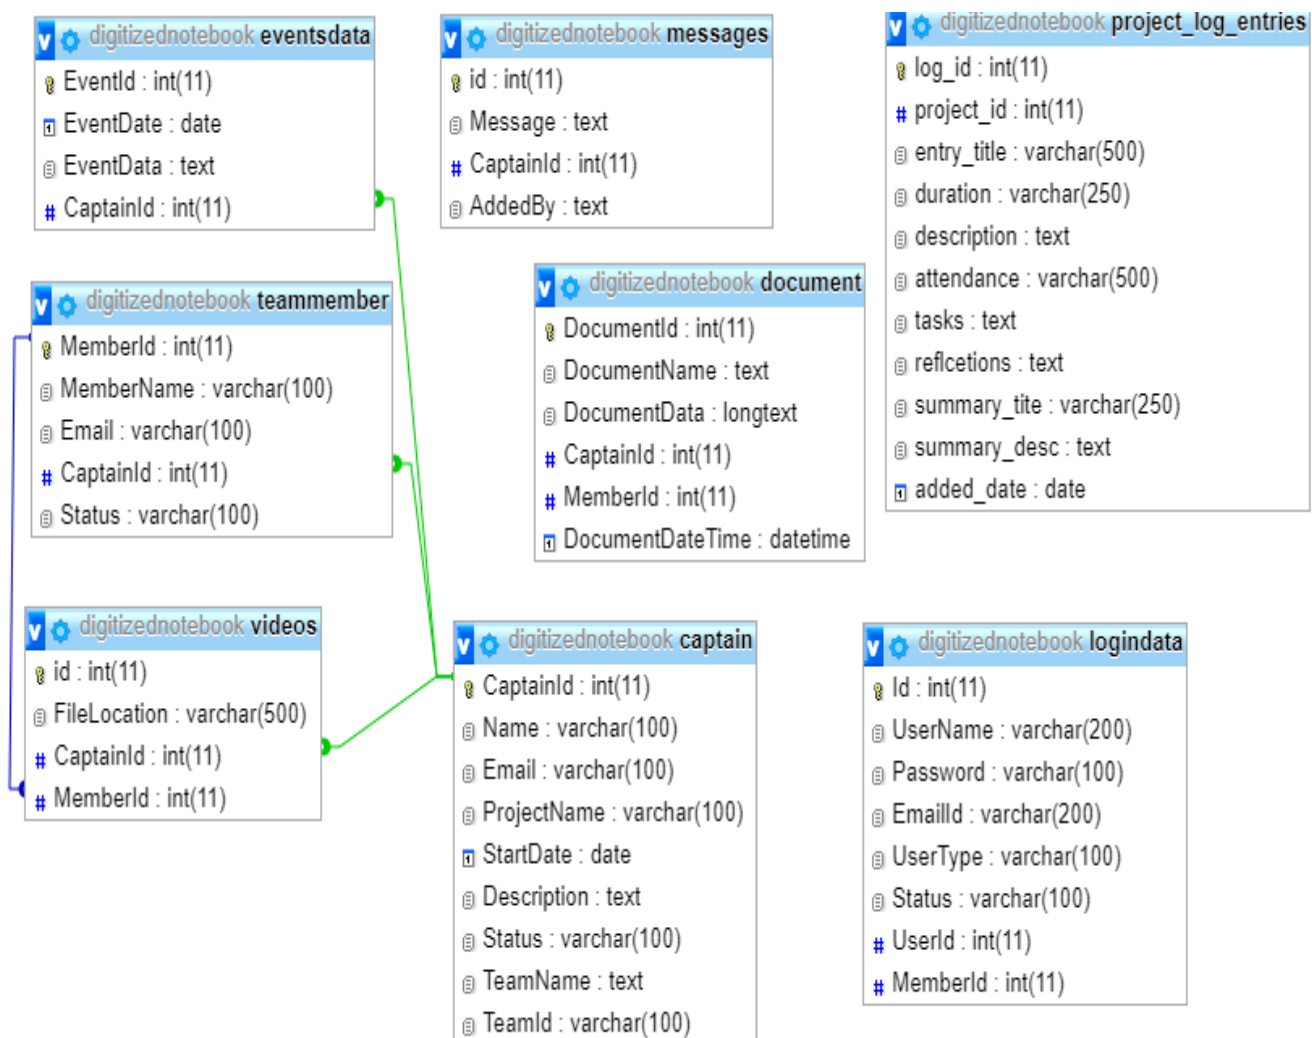 digitizednotebook eventsdata
EventId : int(11)
EventDate : date
EventData : text
CaptainId : int(11)
digitizednotebook messages
id : int(11)
Message : text
CaptainId : int(11)
AddedBy : text
digitizednotebook project_log_entries
log_id : int(11)
project_id : int(11)
entry_title : varchar(500)
duration : varchar(250)
description : text
attendance : varchar(500)
tasks : text
reflcetions : text
summary_tite : varchar(250)
summary_desc : text
added_date : date
digitizednotebook teammember
MemberId : int(11)
MemberName : varchar(100)
Email : varchar(100)
CaptainId : int(11)
Status : varchar(100)
digitizednotebook document
DocumentId : int(11)
DocumentName : text
DocumentData : longtext
CaptainId : int(11)
MemberId : int(11)
DocumentDateTime : datetime
digitizednotebook videos
id : int(11)
FileLocation : varchar(500)
CaptainId : int(11)
MemberId : int(11)
digitizednotebook captain
CaptainId : int(11)
Name : varchar(100)
Email : varchar(100)
ProjectName : varchar(100)
StartDate : date
Description : text
Status : varchar(100)
TeamName : text
TeamId : varchar(100)
digitizednotebook logindata
Id : int(11)
UserName : varchar(200)
Password : varchar(100)
EmailId : varchar(200)
UserType : varchar(100)
Status : varchar(100)
UserId : int(11)
MemberId : int(11)